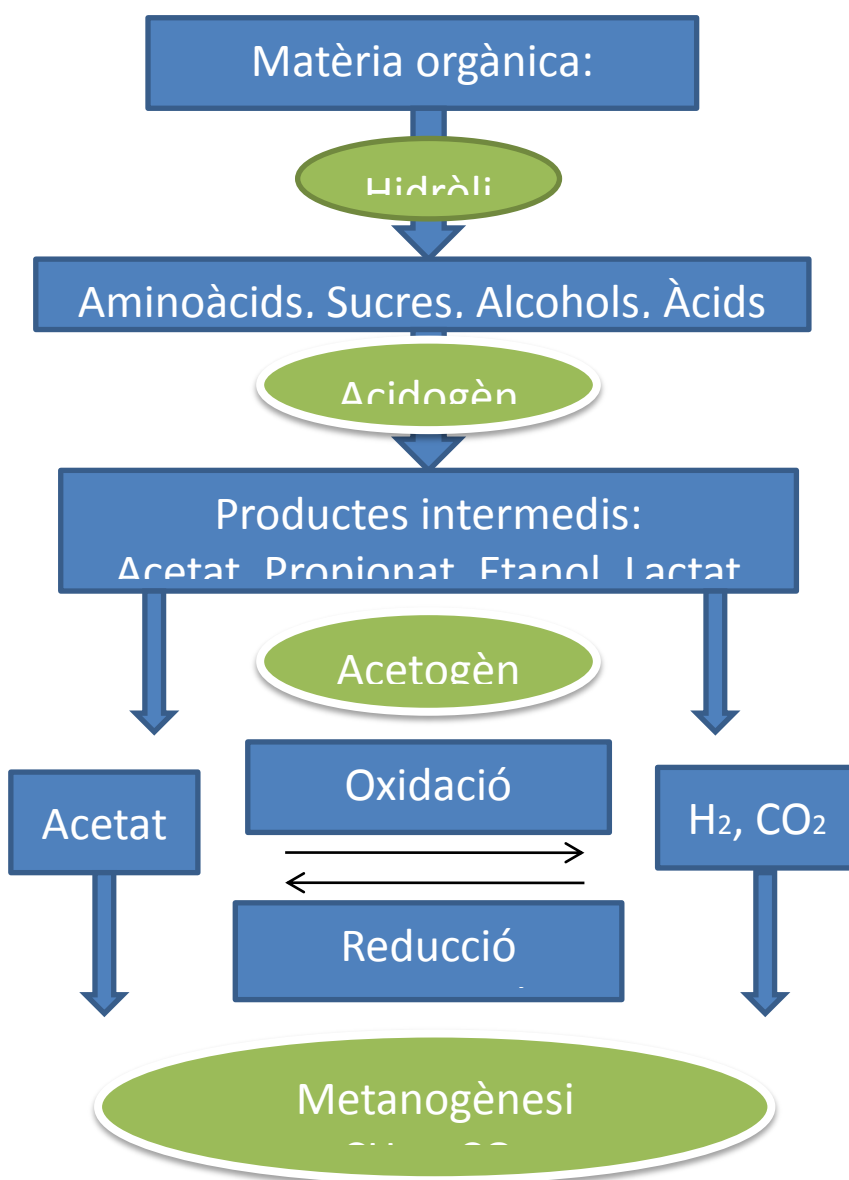 Matèria orgànica:
Hidròli
Aminoàcids, Sucres, Alcohols, Àcids
Acidogèn
Productes intermedis:
Acetat, Propionat, Etanol, Lactat
Acetogèn
Oxidació
Acetat
H2, CO2
Reducció
Metanogènesi